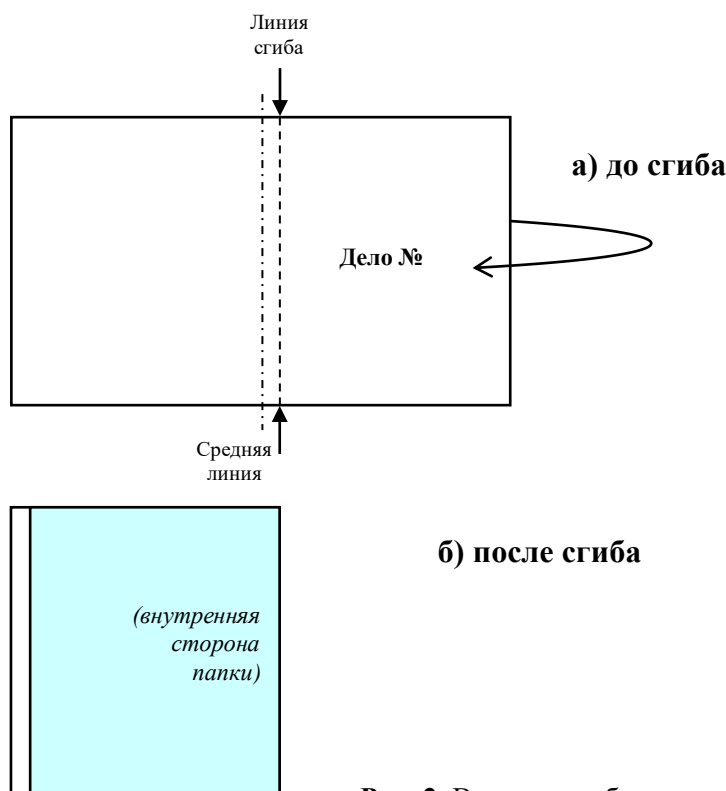 Линия
сгиба
а) до сгиба
Дело №
Средняя
линия
б) после сгиба
(внутренняя
сторона
папки)